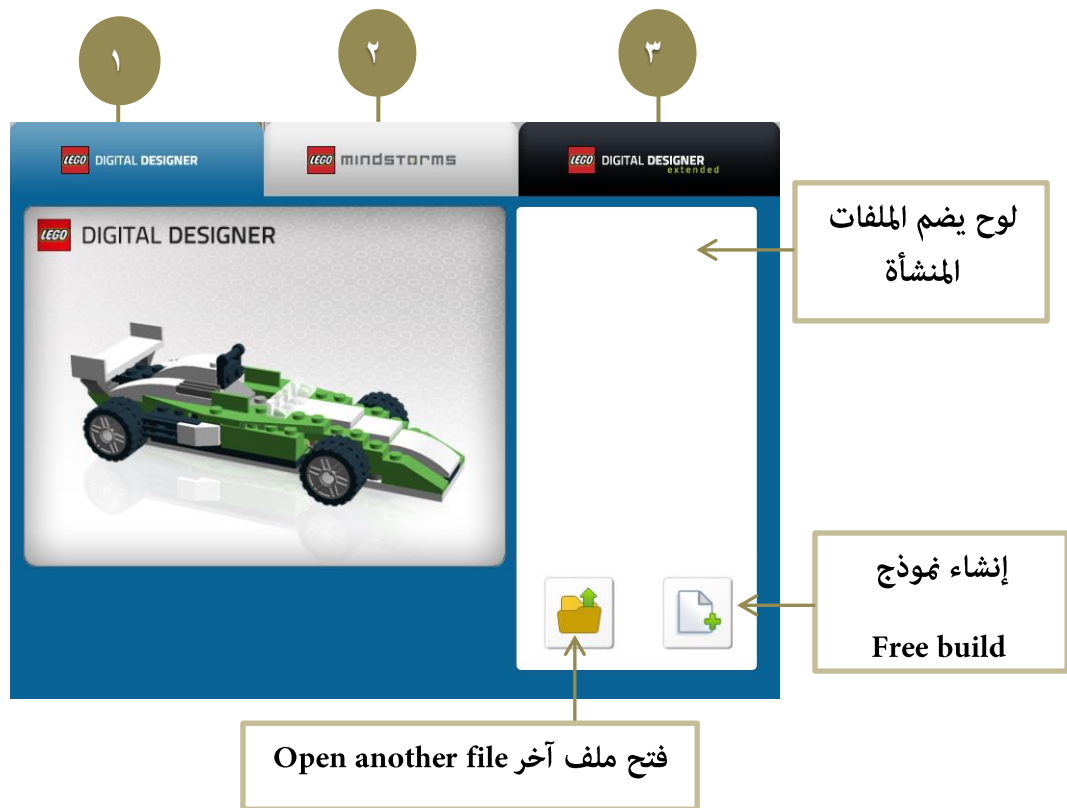 ١
٢
٣
LEGO DIGITAL DESIGNER
LEGO mindstorms
LEGO DIGITAL DESIGNER
extended
LEGO DIGITAL DESIGNER
لوح يضم الملفات
المنشأة
إنشاء نموذج
Free build
فتح ملف آخر Open another file